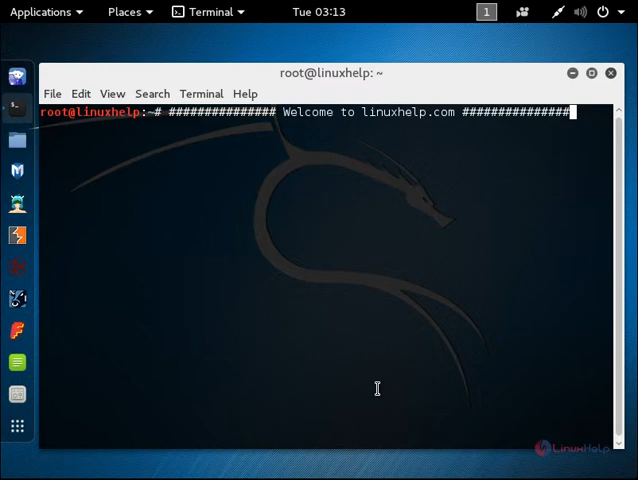 Applications Places Terminal Tue 03:13 1
root@linuxhelp: ~
File Edit View Search Terminal Help
root@linuxhelp:~# ############### Welcome to linuxhelp.com ###############
LinuxHelp